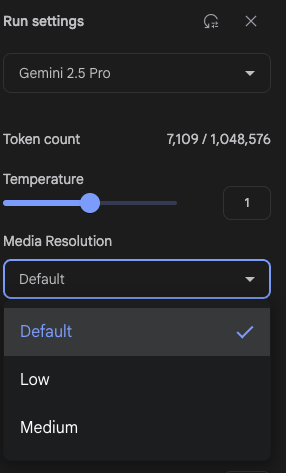 Run settings
Gemini 2.5 Pro
Token count 7,109 / 1,048,576
Temperature
1
Media Resolution
Default
Default
Low
Medium